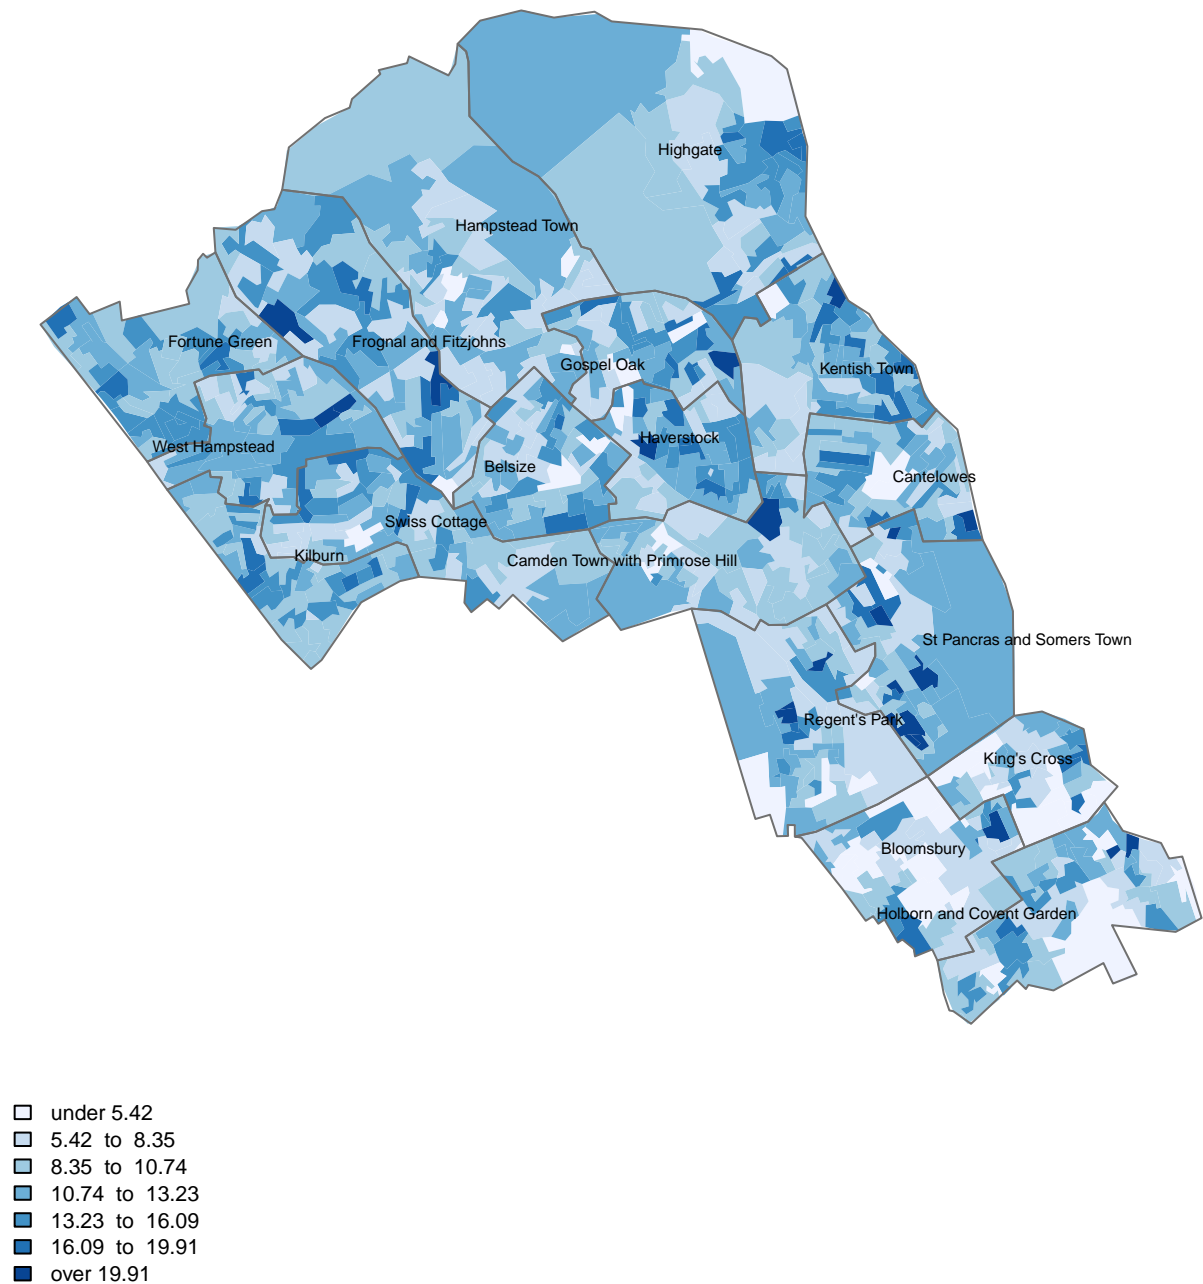 Highgate
Hampstead Town
Fortune Green
Frognal and Fitzjohns
Gospel Oak
Kentish Town
West Hampstead
Haverstock
Belsize
Cantelowes
Swiss Cottage
Kilburn
Camden Town with Primrose Hill
St Pancras and Somers Town
Regent's Park
King's Cross
Bloomsbury
Holborn and Covent Garden
under 5.42
5.42 to 8.35
8.35 to 10.74
10.74 to 13.23
13.23 to 16.09
16.09 to 19.91
over 19.91